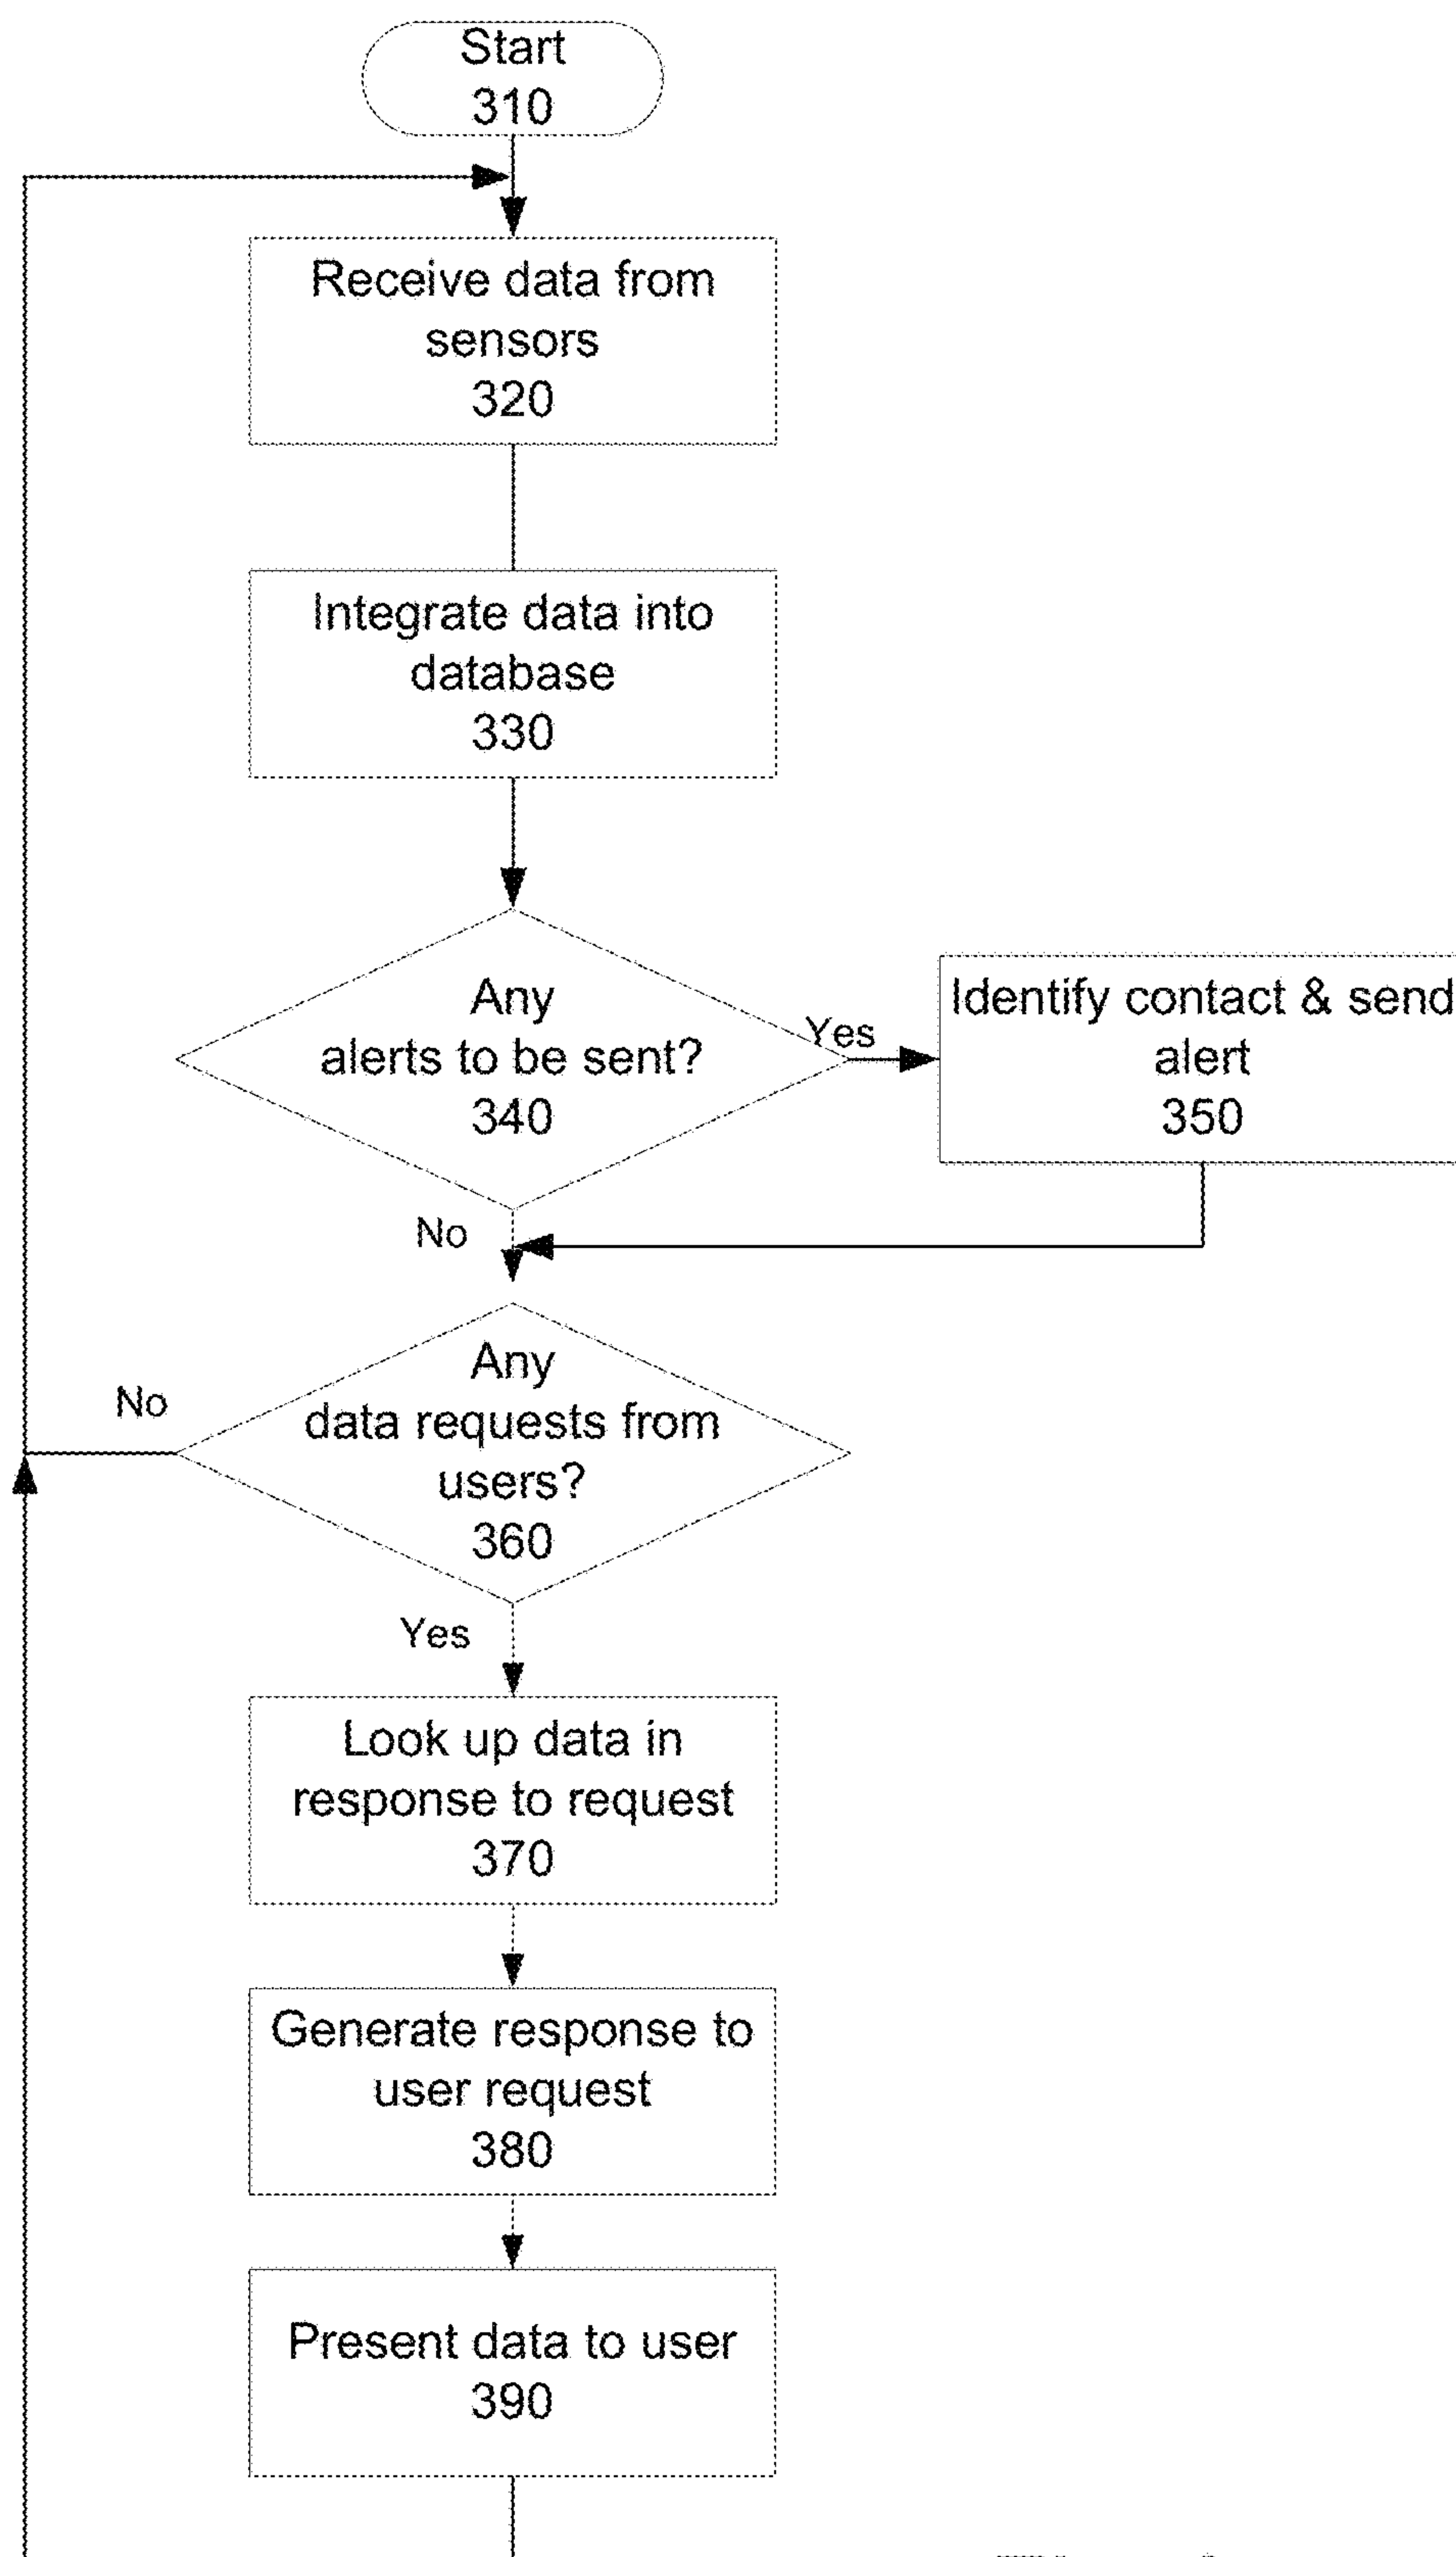 Start
310
Receive data from
sensors
320
Integrate data into
database
330
Any
alerts to be sent?
340
Yes
Identify contact & send
alert
350
No
Any
data requests from
users?
360
No
Yes
Look up data in
response to request
370
Generate response to
user request
380
Present data to user
390